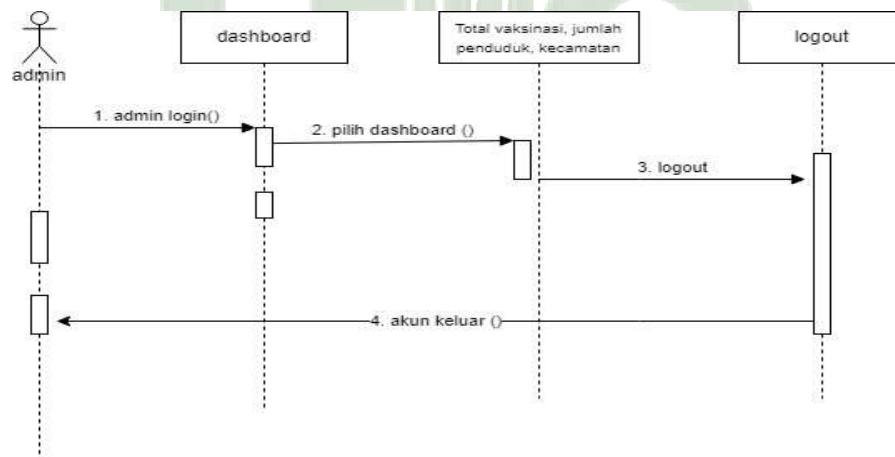 dashboard
Total vaksinasi, jumlah
penduduk, kecamatan
logout
admin
1. admin login()
2. pilih dashboard ()
3. logout
4. akun keluar ()